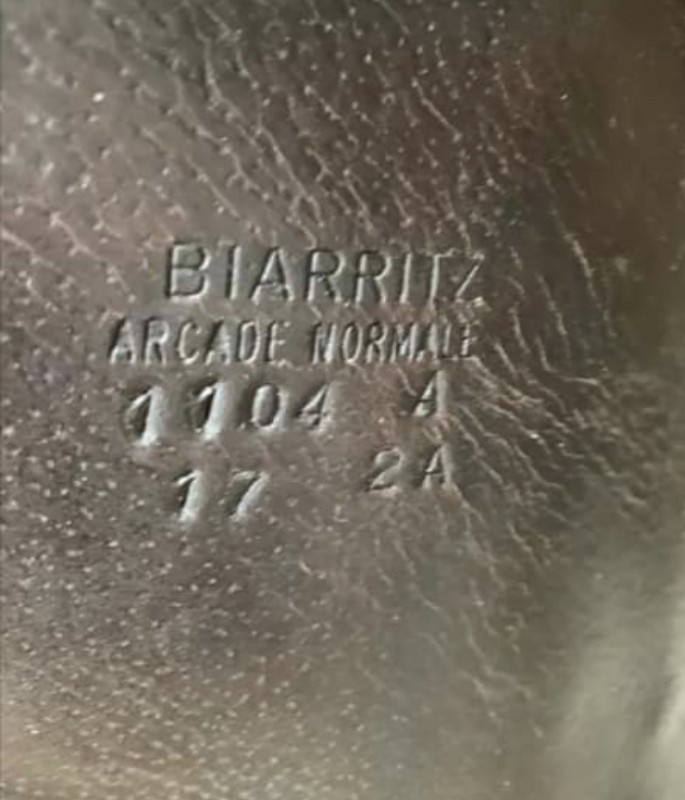 BIARRITZ
ARCADE NORMALE
1104 A
17 2A